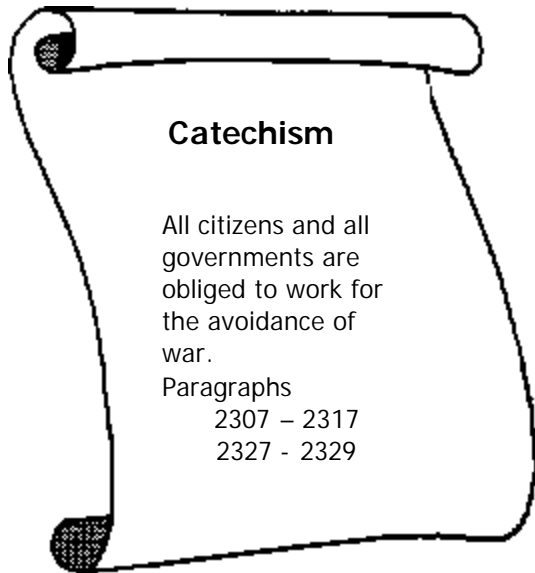 Catechism
All citizens and all
governments are
obliged to work for
the avoidance of
war.
Paragraphs
2307 – 2317
2327 - 2329